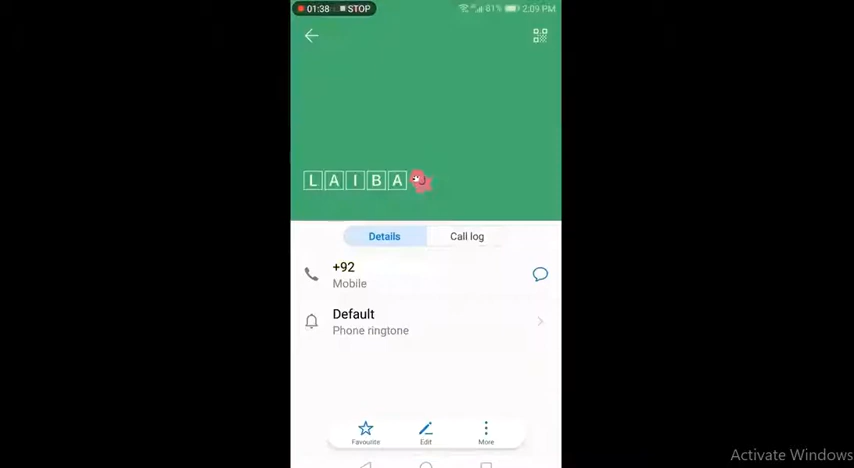 01:38 STOP 81% 2:09 PM
🄻🄰🄸🄱🄰
Details Call log
+92
Mobile
Default
Phone ringtone
Favourite Edit More
Activate Windows